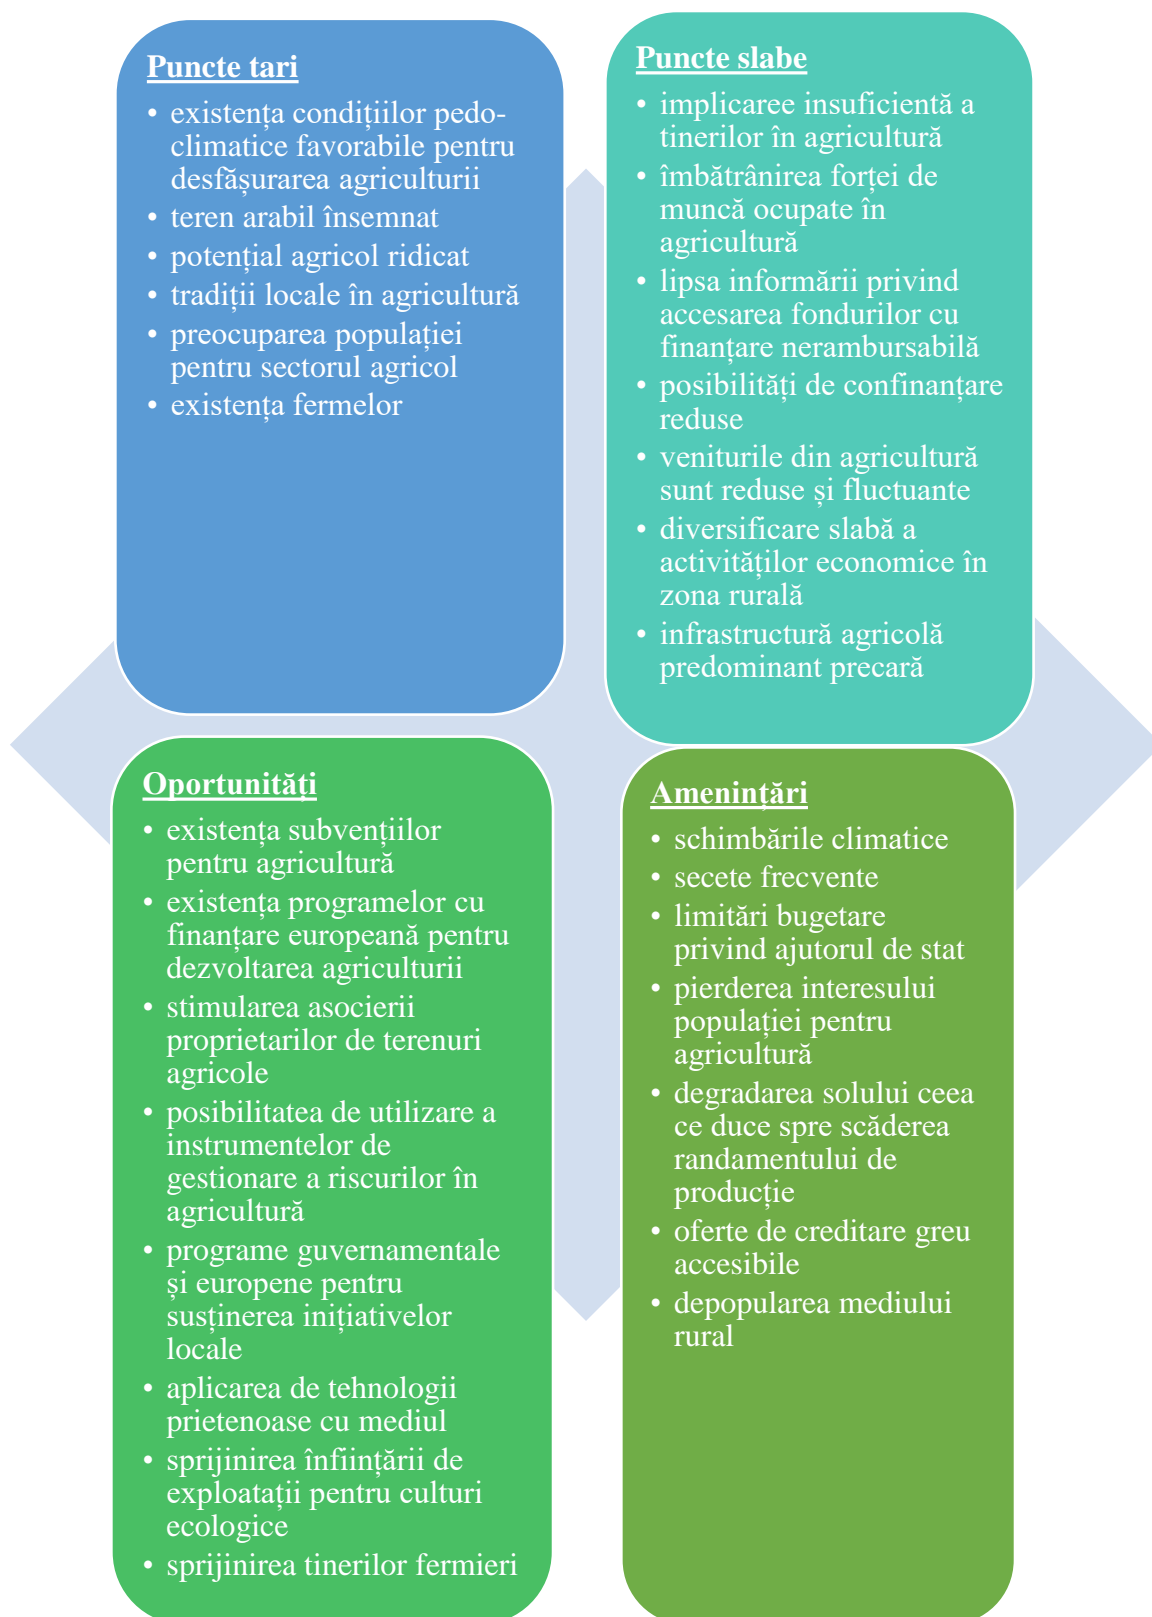 Puncte tari
• existența condițiilor pedo-
climatice favorabile pentru
desfășurarea agriculturii
• teren arabil însemnat
• potențial agricol ridicat
• tradiții locale în agricultură
• preocuparea populației
pentru sectorul agricol
• existența fermelor
Puncte slabe
• implicaree insuficientă a
tinerilor în agricultură
• îmbătrânirea forței de
muncă ocupate în
agricultură
• lipsa informării privind
accesarea fondurilor cu
finanțare nerambursabilă
• posibilități de confinanțare
reduse
• veniturile din agricultură
sunt reduse și fluctuante
• diversificare slabă a
activităților economice în
zona rurală
• infrastructură agricolă
predominant precară
Oportunități
• existența subvențiilor
pentru agricultură
• existența programelor cu
finanțare europeană pentru
dezvoltarea agriculturii
• stimularea asocierii
proprietarilor de terenuri
agricole
• posibilitatea de utilizare a
instrumentelor de
gestionare a riscurilor în
agricultură
• programe guvernamentale
și europene pentru
susținerea inițiativelor
locale
• aplicarea de tehnologii
prietenoase cu mediul
• sprijinirea înființării de
exploatații pentru culturi
ecologice
• sprijinirea tinerilor fermieri
Amenințări
• schimbările climatice
• secete frecvente
• limitări bugetare
privind ajutorul de stat
• pierderea interesului
populației pentru
agricultură
• degradarea solului ceea
ce duce spre scăderea
randamentului de
producție
• oferte de creditare greu
accesibile
• depopularea mediului
rural